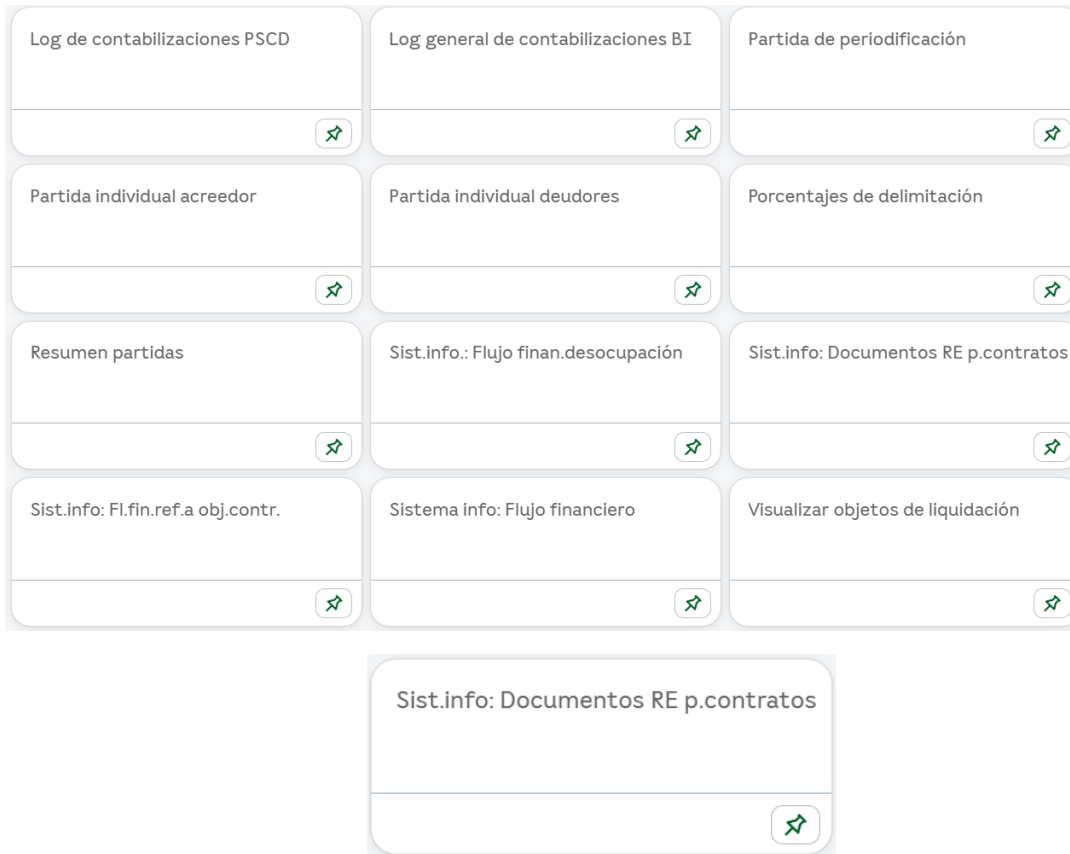 Log de contabilizaciones PSCD
Log general de contabilizaciones BI
Partida de periodificación
Partida individual acreedor
Partida individual deudores
Porcentajes de delimitación
Resumen partidas
Sist.info.: Flujo finan.desocupación
Sist.info: Documentos RE p.contratos
Sist.info: Fl.fin.ref.a obj.contr.
Sistema info: Flujo financiero
Visualizar objetos de liquidación
Sist.info: Documentos RE p.contratos